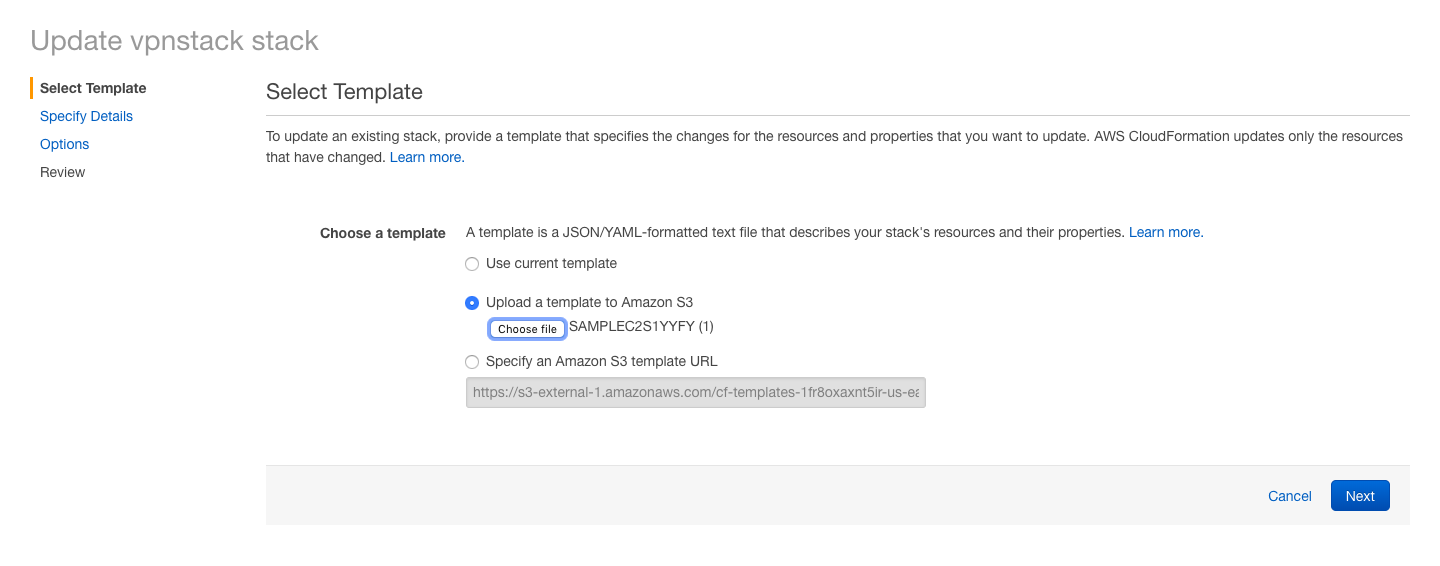 Update vpnstack stack
Select Template
Specify Details
Options
Review
Select Template
To update an existing stack, provide a template that specifies the changes for the resources and properties that you want to update. AWS CloudFormation updates only the resources
that have changed. Learn more.
Choose a template
A template is a JSON/YAML-formatted text file that describes your stack's resources and their properties. Learn more.
Use current template
Upload a template to Amazon S3
Choose file SAMPLEC2S1YYFY (1)
Specify an Amazon S3 template URL
https://s3-external-1.amazonaws.com/cf-templates-1fr8oxaxnt5ir-us-ea
Cancel Next